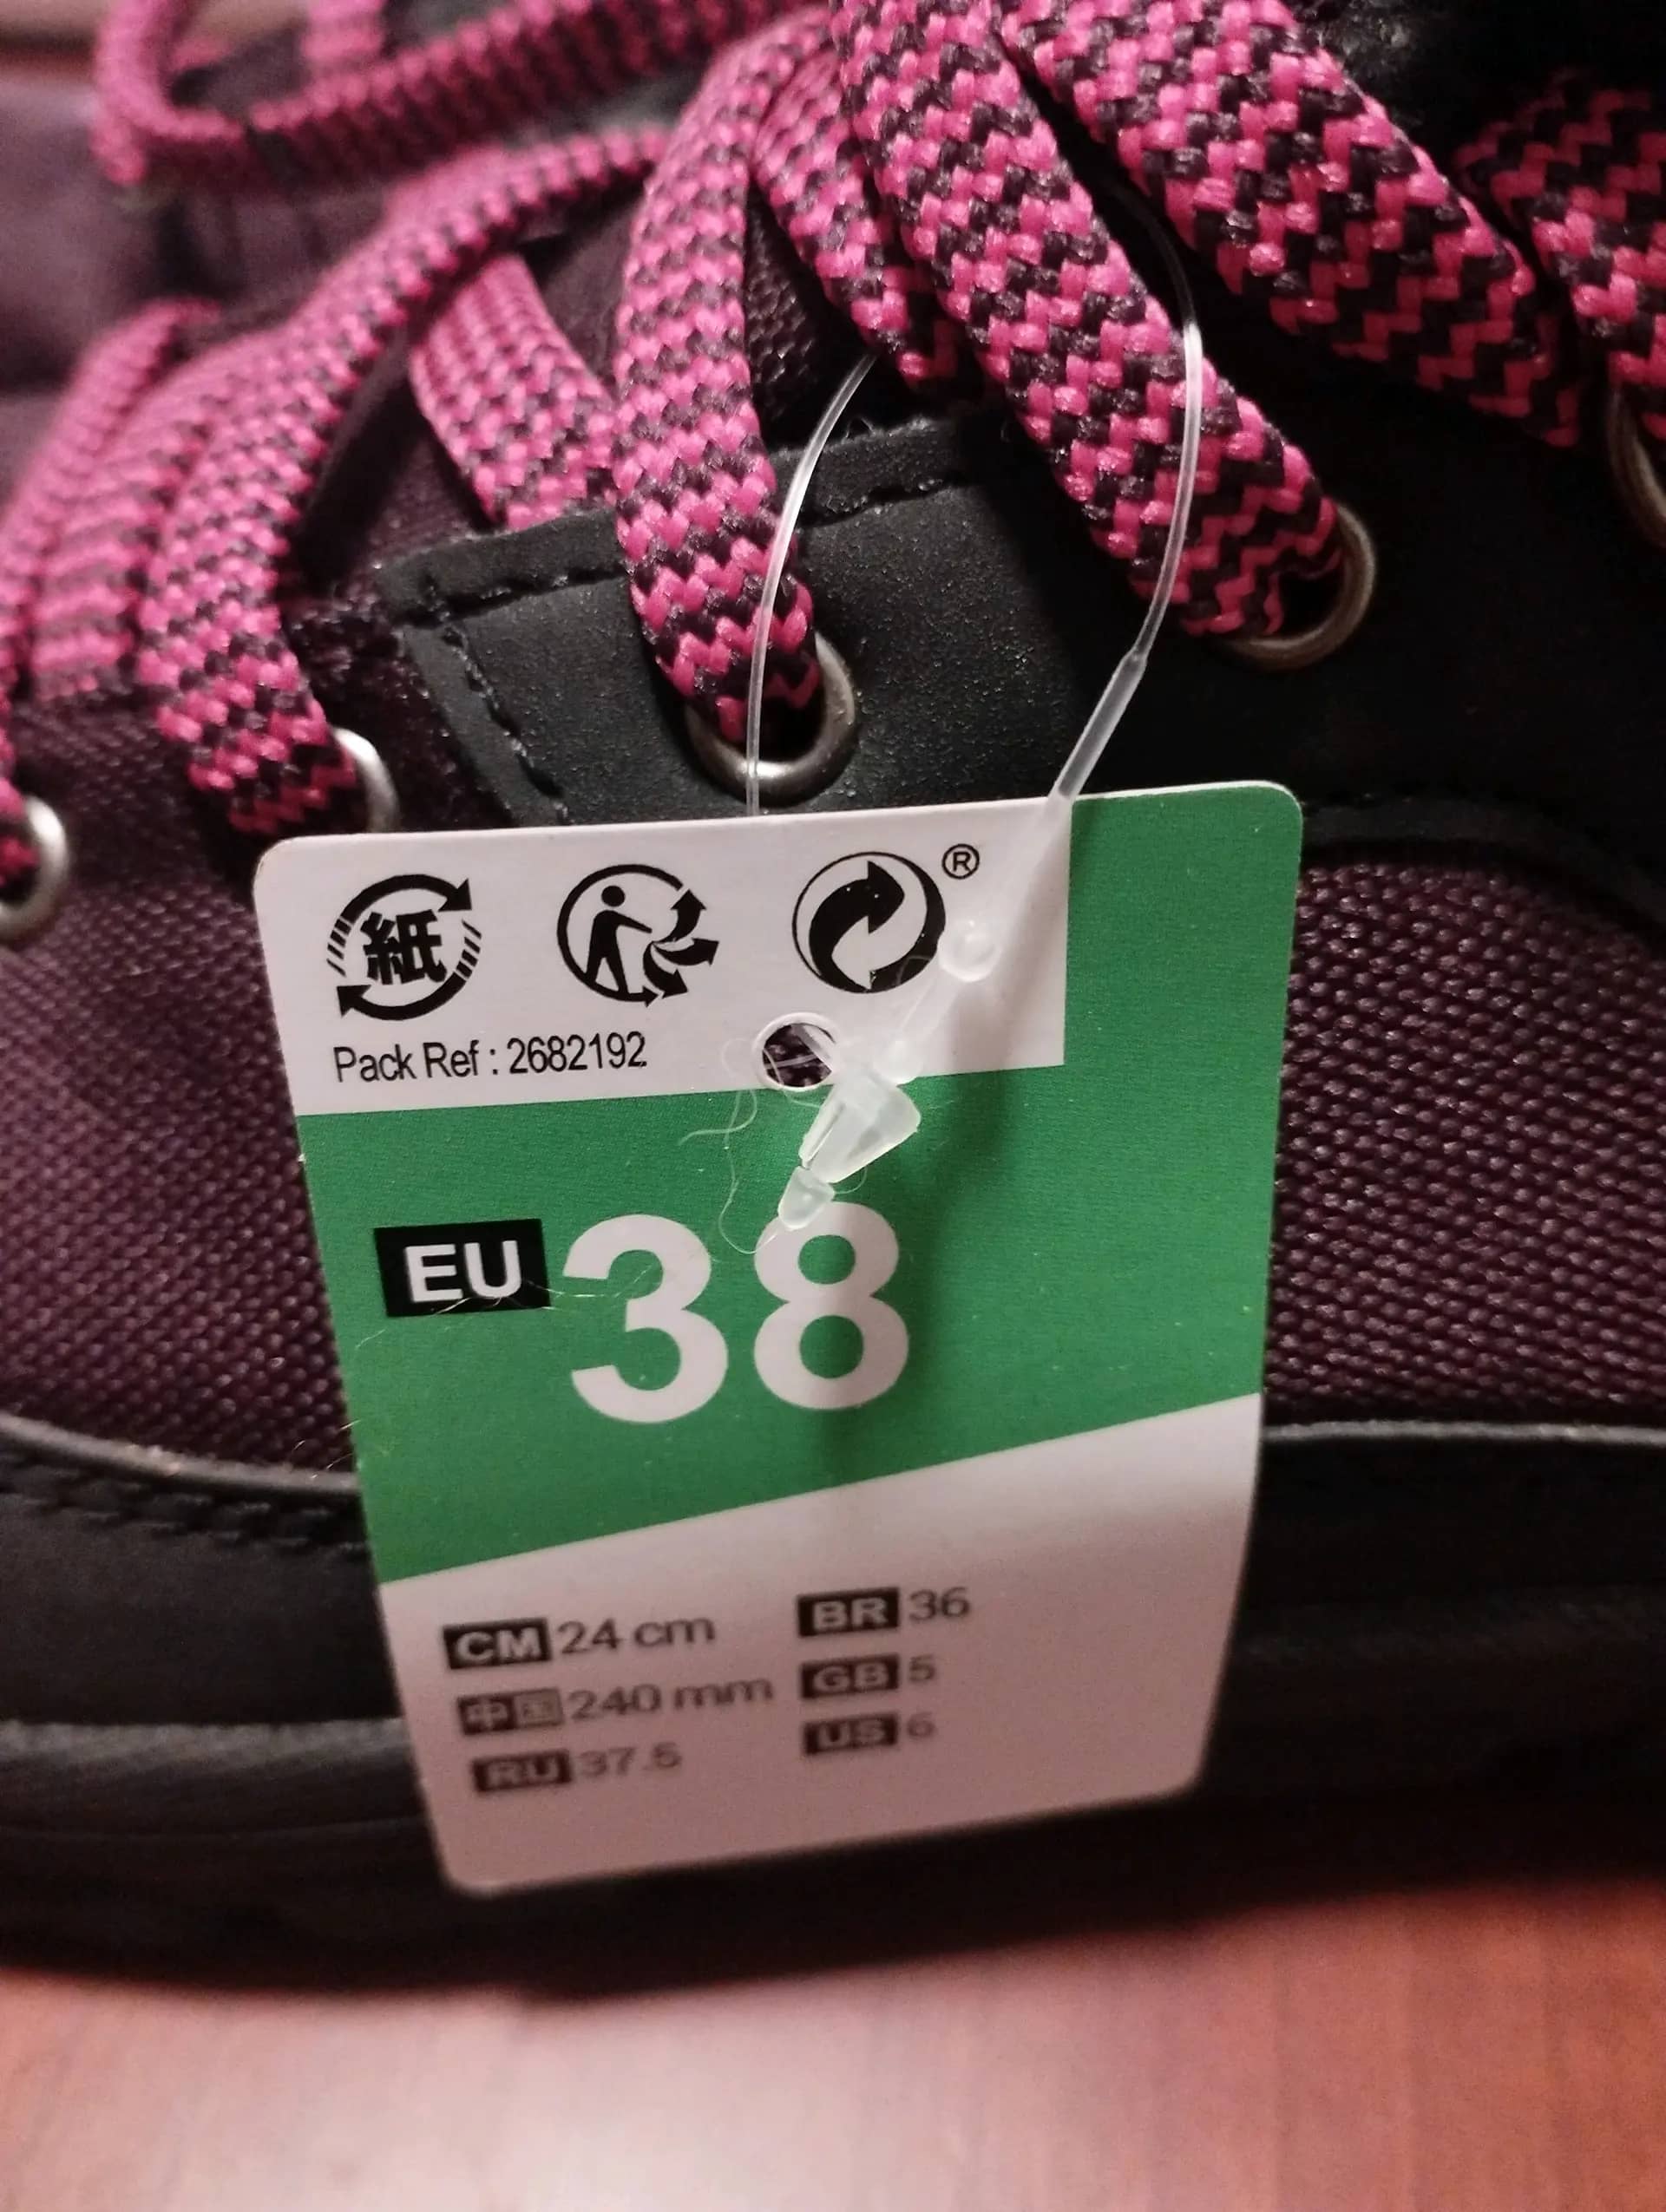 紙
®
Pack Ref : 2682192
EU 38
CM 24 cm
BR 36
中国 240 mm
GB 5
RU 37.5
US 6